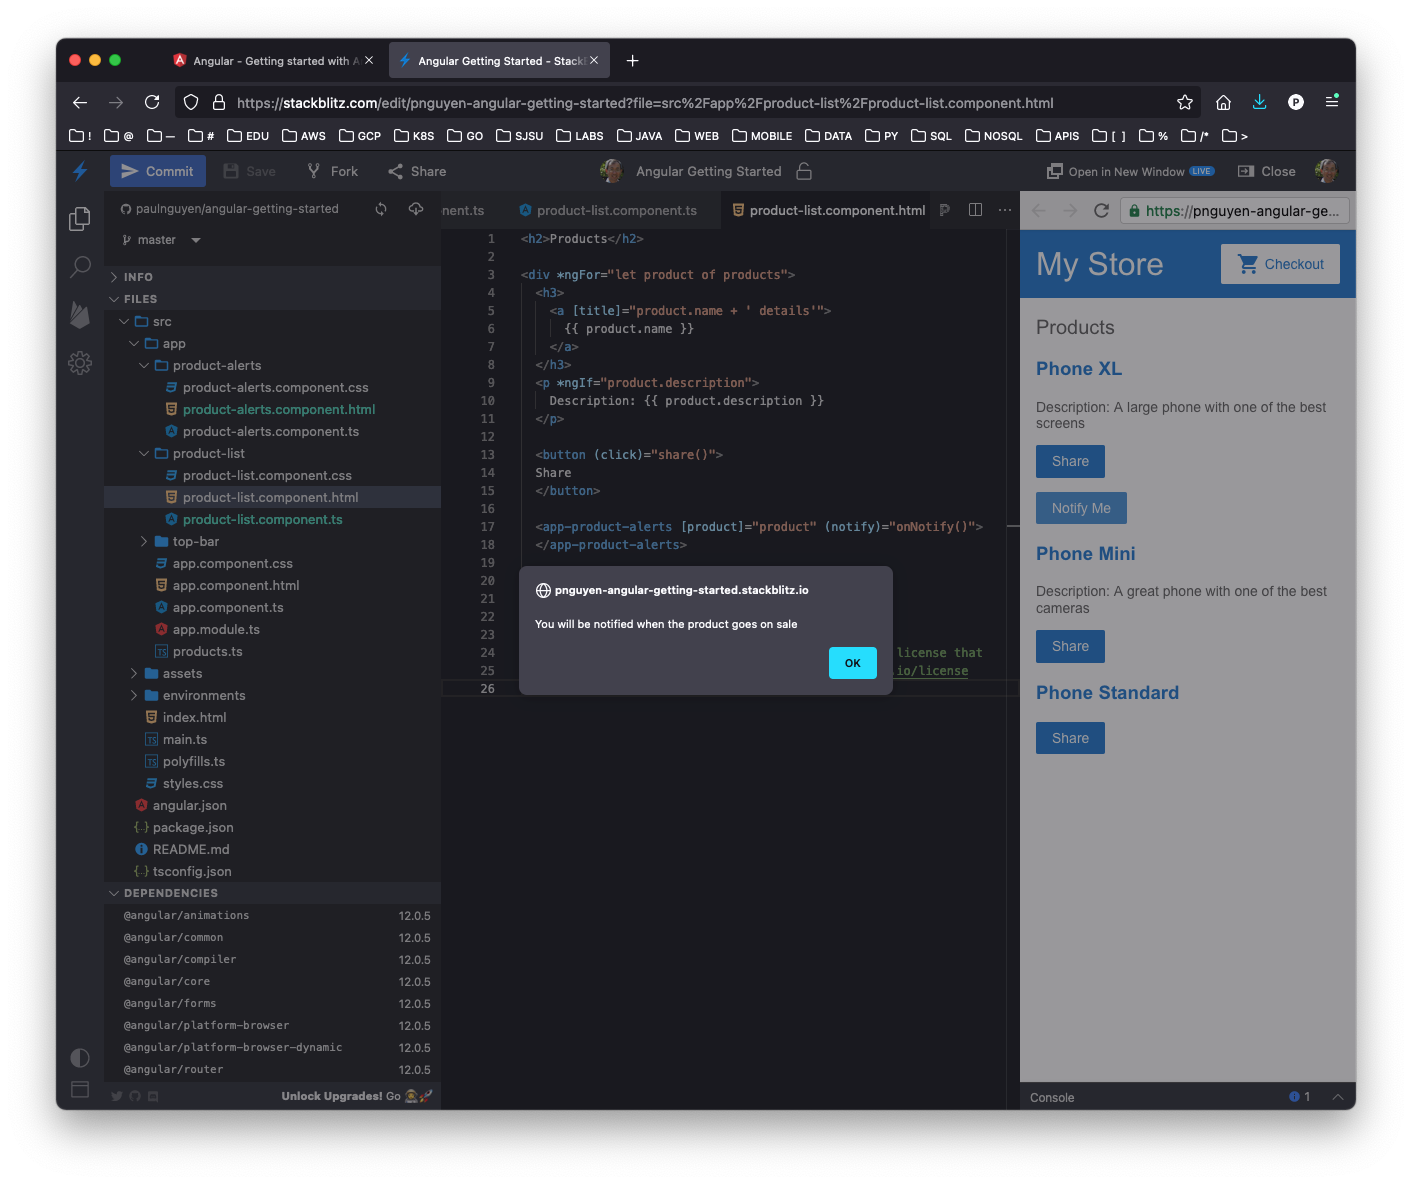 Angular - Getting started with A
Angular Getting Started - StackB
https://stackblitz.com/edit/pnguyen-angular-getting-started?file=src%2Fapp%2Fproduct-list%2Fproduct-list.component.html
P
! @ — # EDU AWS GCP K8S GO SJSU LABS JAVA WEB MOBILE DATA PY SQL NOSQL APIS [ ] % /* >
Commit Save Fork Share Angular Getting Started Open in New Window LIVE Close
paulnguyen/angular-getting-started
master
INFO
FILES
src
app
product-alerts
product-alerts.component.css
product-alerts.component.html
product-alerts.component.ts
product-list
product-list.component.css
product-list.component.html
product-list.component.ts
top-bar
app.component.css
app.component.html
app.component.ts
app.module.ts
TS products.ts
assets
environments
index.html
TS main.ts
TS polyfills.ts
styles.css
angular.json
{..} package.json
README.md
{..} tsconfig.json
DEPENDENCIES
@angular/animations 12.0.5
@angular/common 12.0.5
@angular/compiler 12.0.5
@angular/core 12.0.5
@angular/forms 12.0.5
@angular/platform-browser 12.0.5
@angular/platform-browser-dynamic 12.0.5
@angular/router 12.0.5
Unlock Upgrades! Go
nent.ts product-list.component.ts product-list.component.html
1 <h2>Products</h2>
2
3 <div *ngFor="let product of products">
4 <h3>
5 <a [title]="product.name + ' details'">
6 {{ product.name }}
7 </a>
8 </h3>
9 <p *ngIf="product.description">
10 Description: {{ product.description }}
11 </p>
12
13 <button (click)="share()">
14 Share
15 </button>
16
17 <app-product-alerts [product]="product" (notify)="onNotify()">
18 </app-product-alerts>
19
20
21
22
23
24 license that
25 .io/license
26
pnguyen-angular-getting-started.stackblitz.io
You will be notified when the product goes on sale
OK
https://pnguyen-angular-ge...
My Store
Checkout
Products
Phone XL
Description: A large phone with one of the best
screens
Share
Notify Me
Phone Mini
Description: A great phone with one of the best
cameras
Share
Phone Standard
Share
Console 1